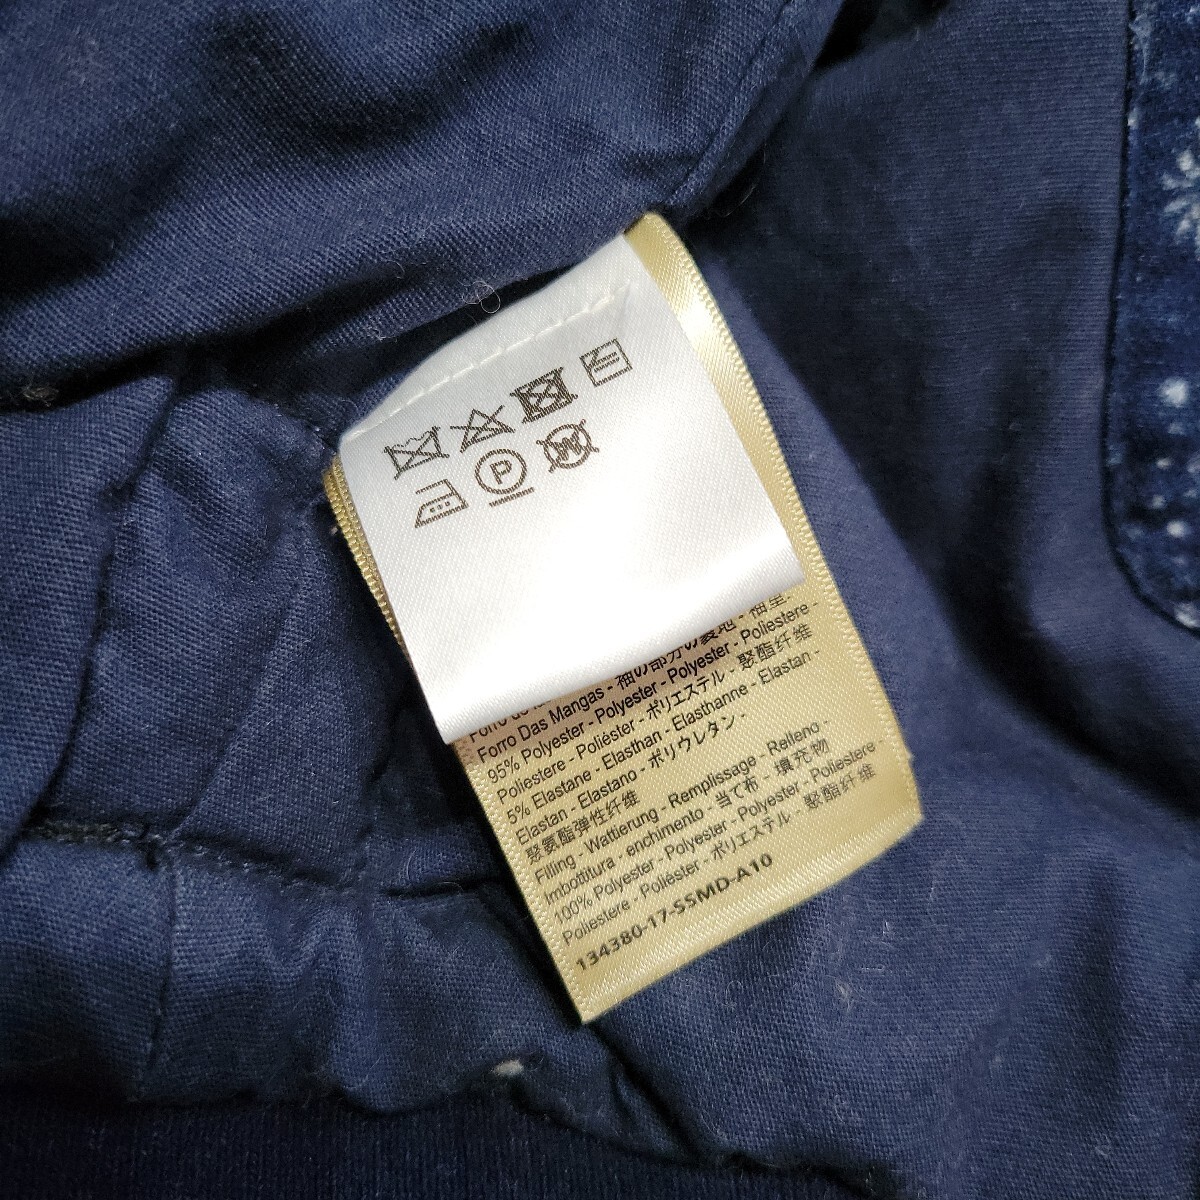 P
W
Forro Das Mangas - 袖の部分の裏地 - 袖里.
95% Polyester - Polyester - Polyester - Poliestere -
Poliestere - Poliéster - ポリエステル - 聚酯纤维
5% Elastane - Elasthan - Elasthanne - Elastan -
Elastan - Elastano - ポリウレタン -
聚氨酯弹性纤维
Filling - Wattierung - Remplissage - Relleno -
Imbottitura - enchimento - 当て布 - 填充物
100% Polyester - Polyester - Polyester - Poliestere -
Poliestere - Poliéster - ポリエステル - 聚酯纤维
134380-17-SSMD-A10